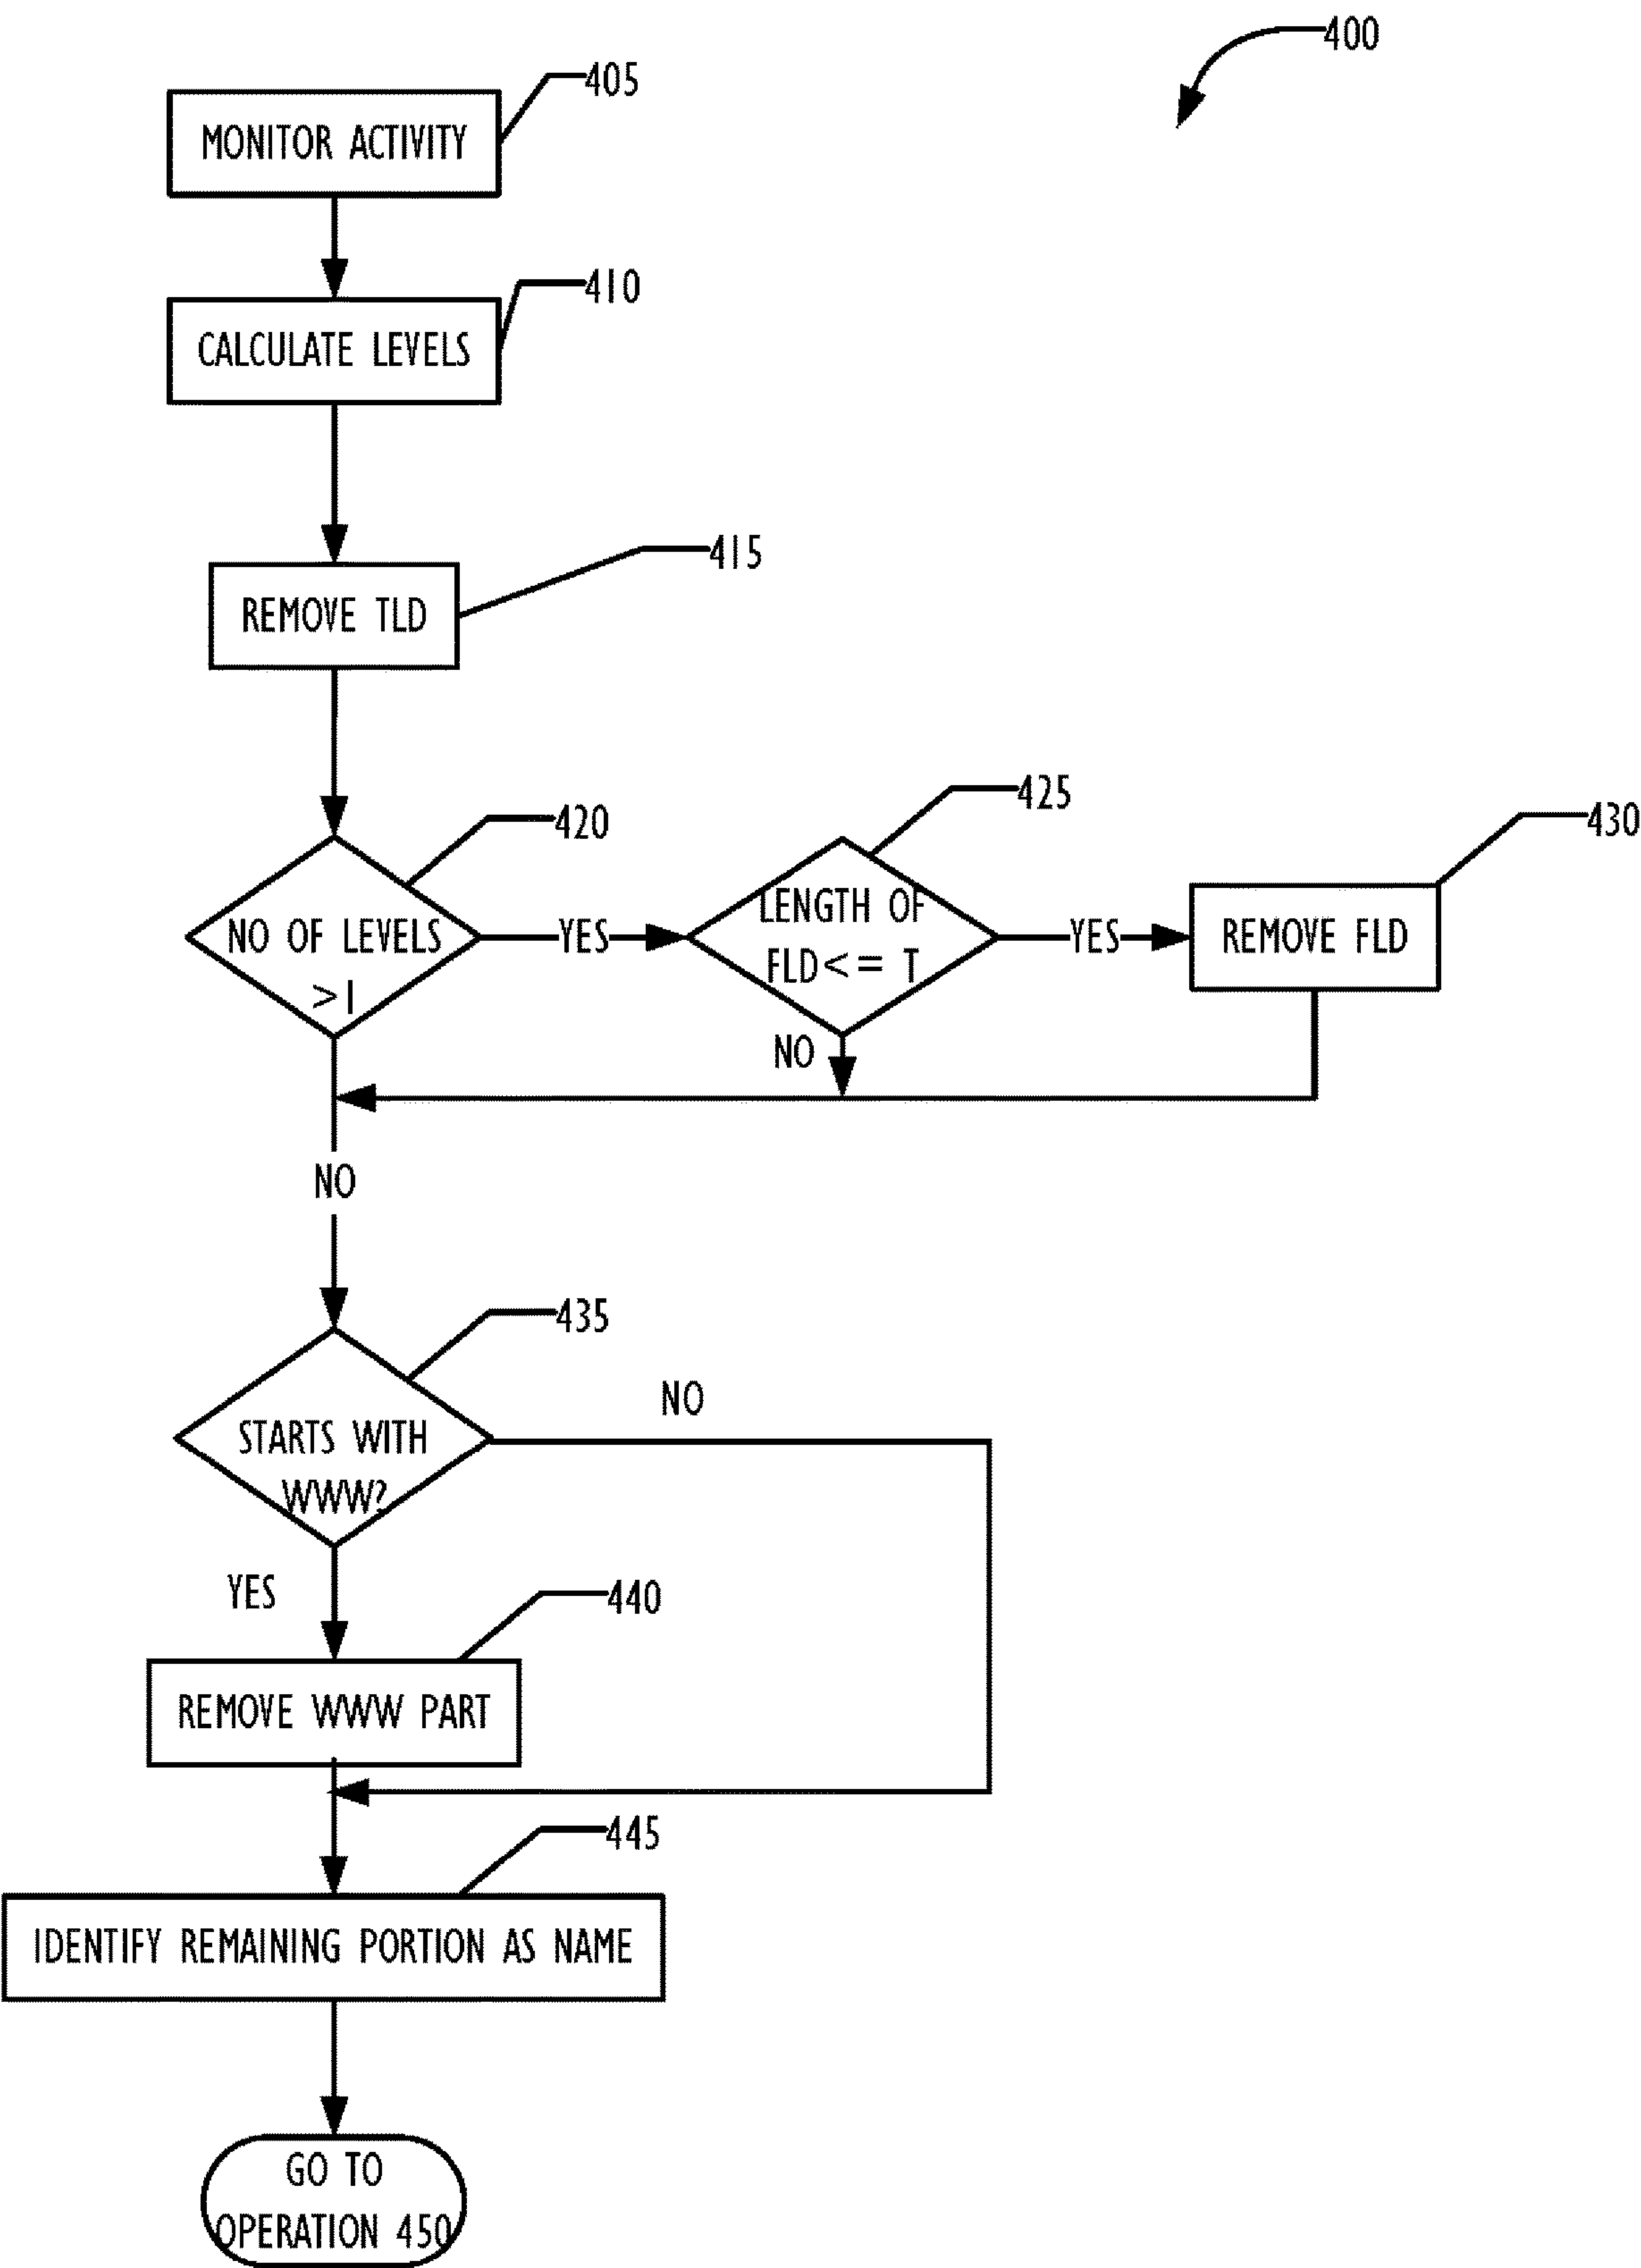 400
405
MONITOR ACTIVITY
410
CALCULATE LEVELS
415
REMOVE TLD
420
425
430
NO OF LEVELS
>1
YES
LENGTH OF
FLD<= T
YES
REMOVE FLD
NO
NO
435
STARTS WITH
WWW?
NO
YES
440
REMOVE WWW PART
445
IDENTIFY REMAINING PORTION AS NAME
GO TO
OPERATION 450